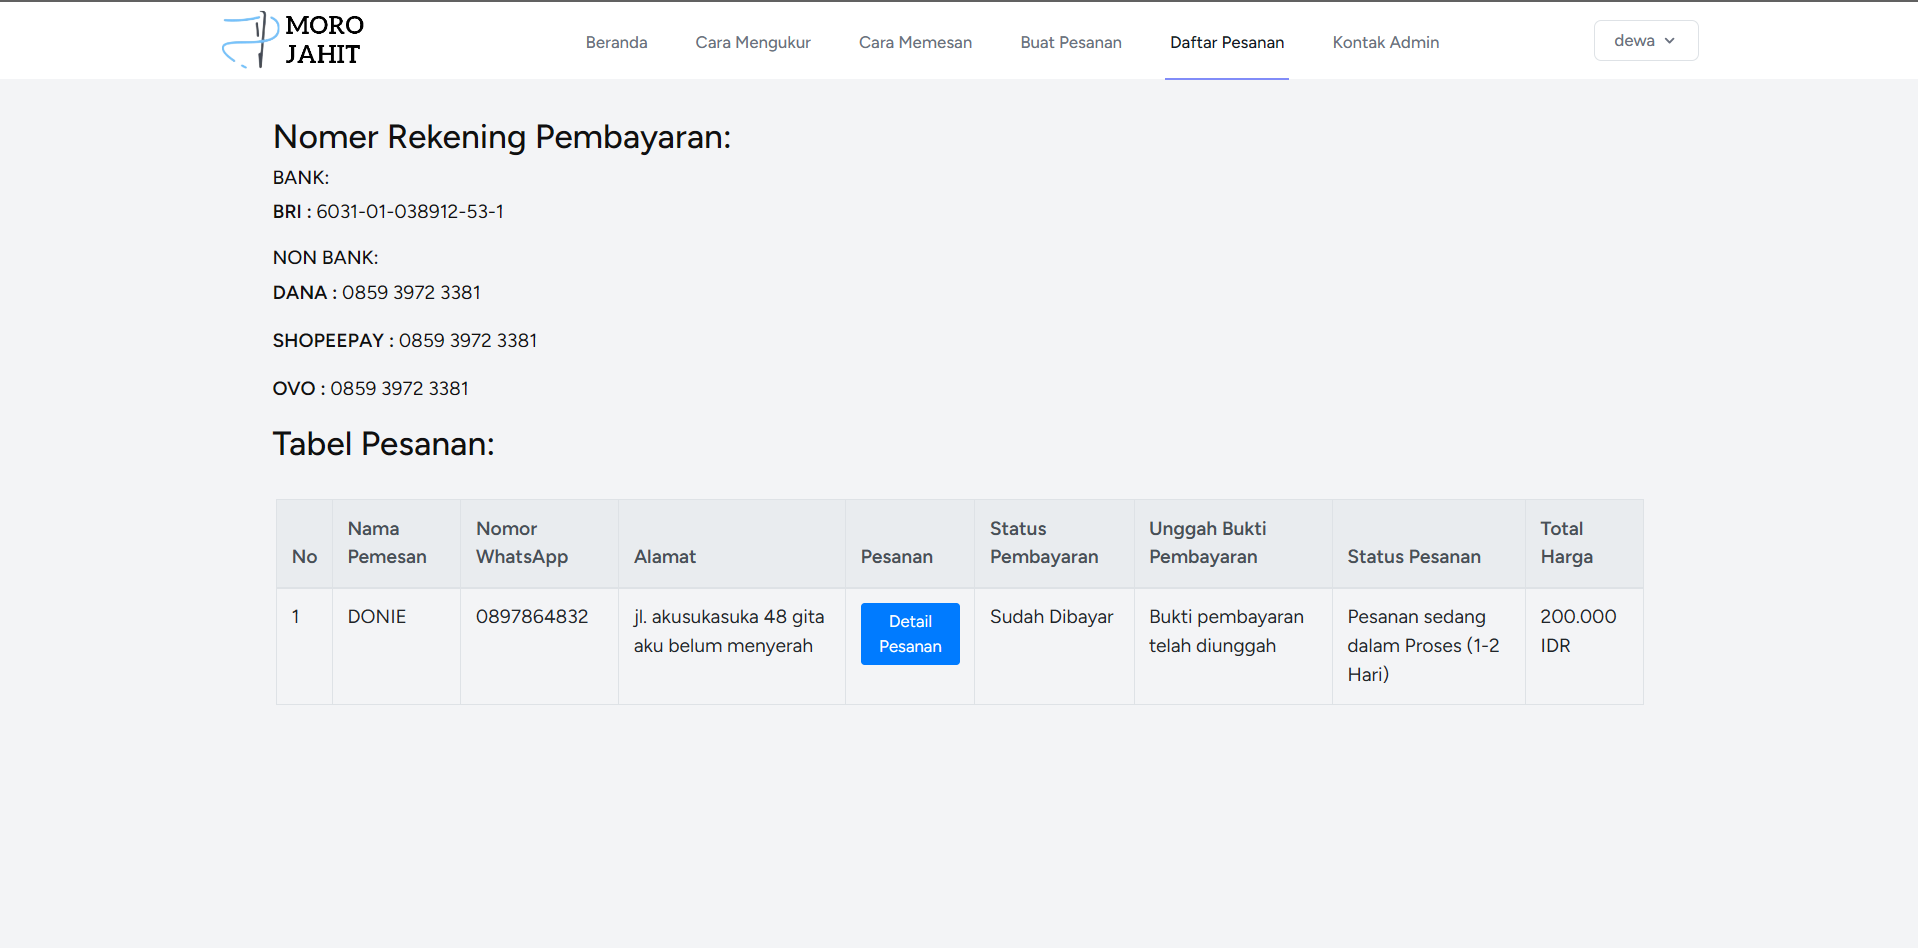 MORO
JAHIT
Beranda
Cara Mengukur
Cara Memesan
Buat Pesanan
Daftar Pesanan
Kontak Admin
dewa
Nomer Rekening Pembayaran:
BANK:
BRI : 6031-01-038912-53-1
NON BANK:
DANA : 0859 3972 3381
SHOPEEPAY : 0859 3972 3381
OVO : 0859 3972 3381
Tabel Pesanan:
No
Nama
Pemesan
Nomor
WhatsApp
Alamat
Pesanan
Status
Pembayaran
Unggah Bukti
Pembayaran
Status Pesanan
Total
Harga
1
DONIE
0897864832
jl. akusukasuka 48 gita
aku belum menyerah
Detail
Pesanan
Sudah Dibayar
Bukti pembayaran
telah diunggah
Pesanan sedang
dalam Proses (1-2
Hari)
200.000
IDR